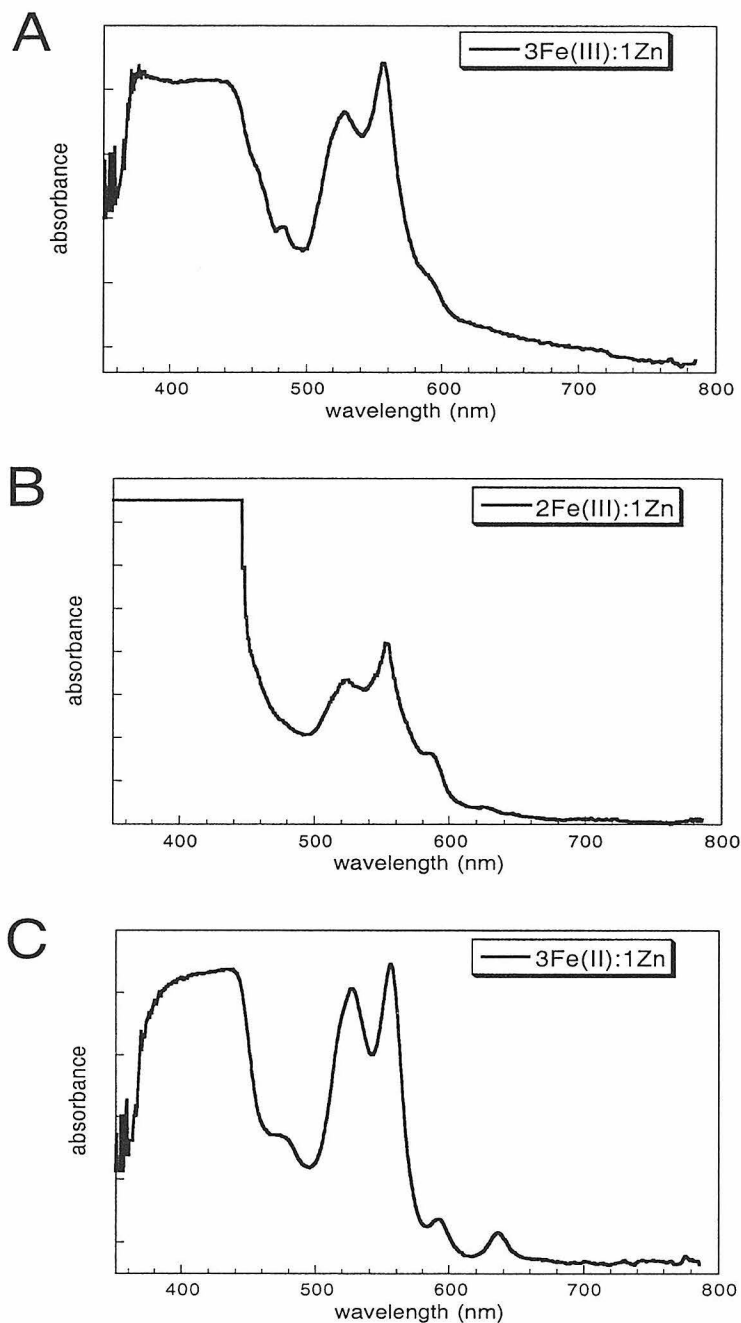 A
3Fe(III):1Zn
absorbance
400 500 600 700 800
wavelength (nm)
B
2Fe(III):1Zn
absorbance
400 500 600 700 800
wavelength (nm)
C
3Fe(II):1Zn
absorbance
400 500 600 700 800
wavelength (nm)